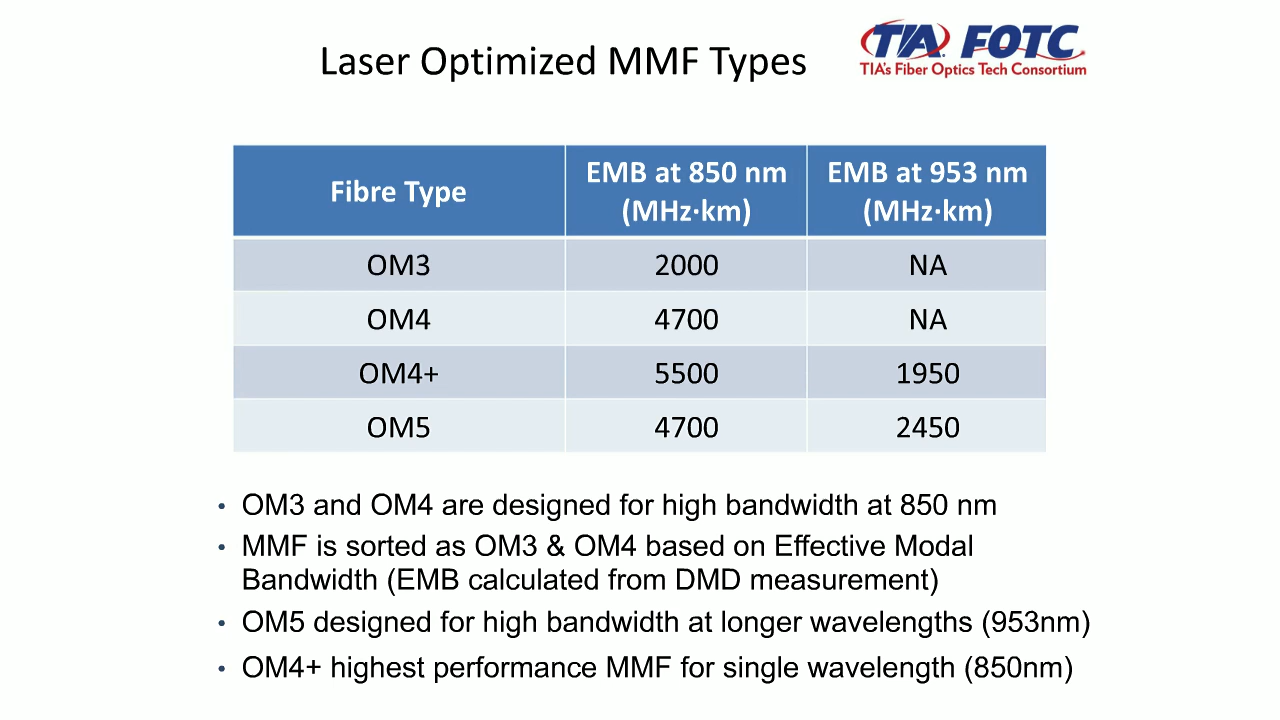 Laser Optimized MMF Types
TIA FOTC
TIA's Fiber Optics Tech Consortium
Fibre Type
EMB at 850 nm
(MHz·km)
EMB at 953 nm
(MHz·km)
OM3 2000 NA
OM4 4700 NA
OM4+ 5500 1950
OM5 4700 2450
• OM3 and OM4 are designed for high bandwidth at 850 nm
• MMF is sorted as OM3 & OM4 based on Effective Modal
Bandwidth (EMB calculated from DMD measurement)
• OM5 designed for high bandwidth at longer wavelengths (953nm)
• OM4+ highest performance MMF for single wavelength (850nm)